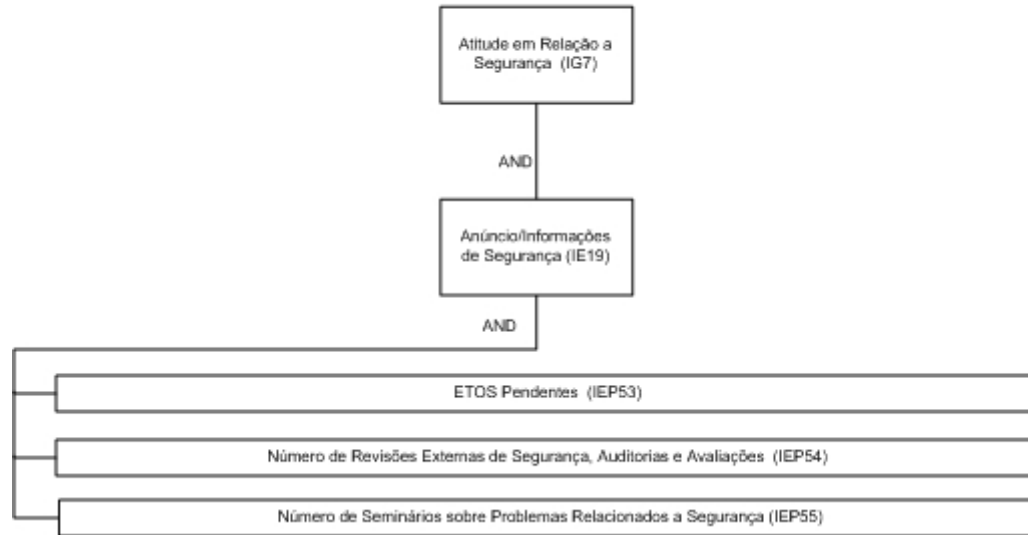 Atitude em Relação a
Segurança (IG7)
AND
Anúncio/Informações
de Segurança (IE19)
AND
ETOS Pendentes (IEP53)
Número de Revisões Externas de Segurança, Auditorias e Avaliações (IEP54)
Número de Seminários sobre Problemas Relacionados a Segurança (IEP55)